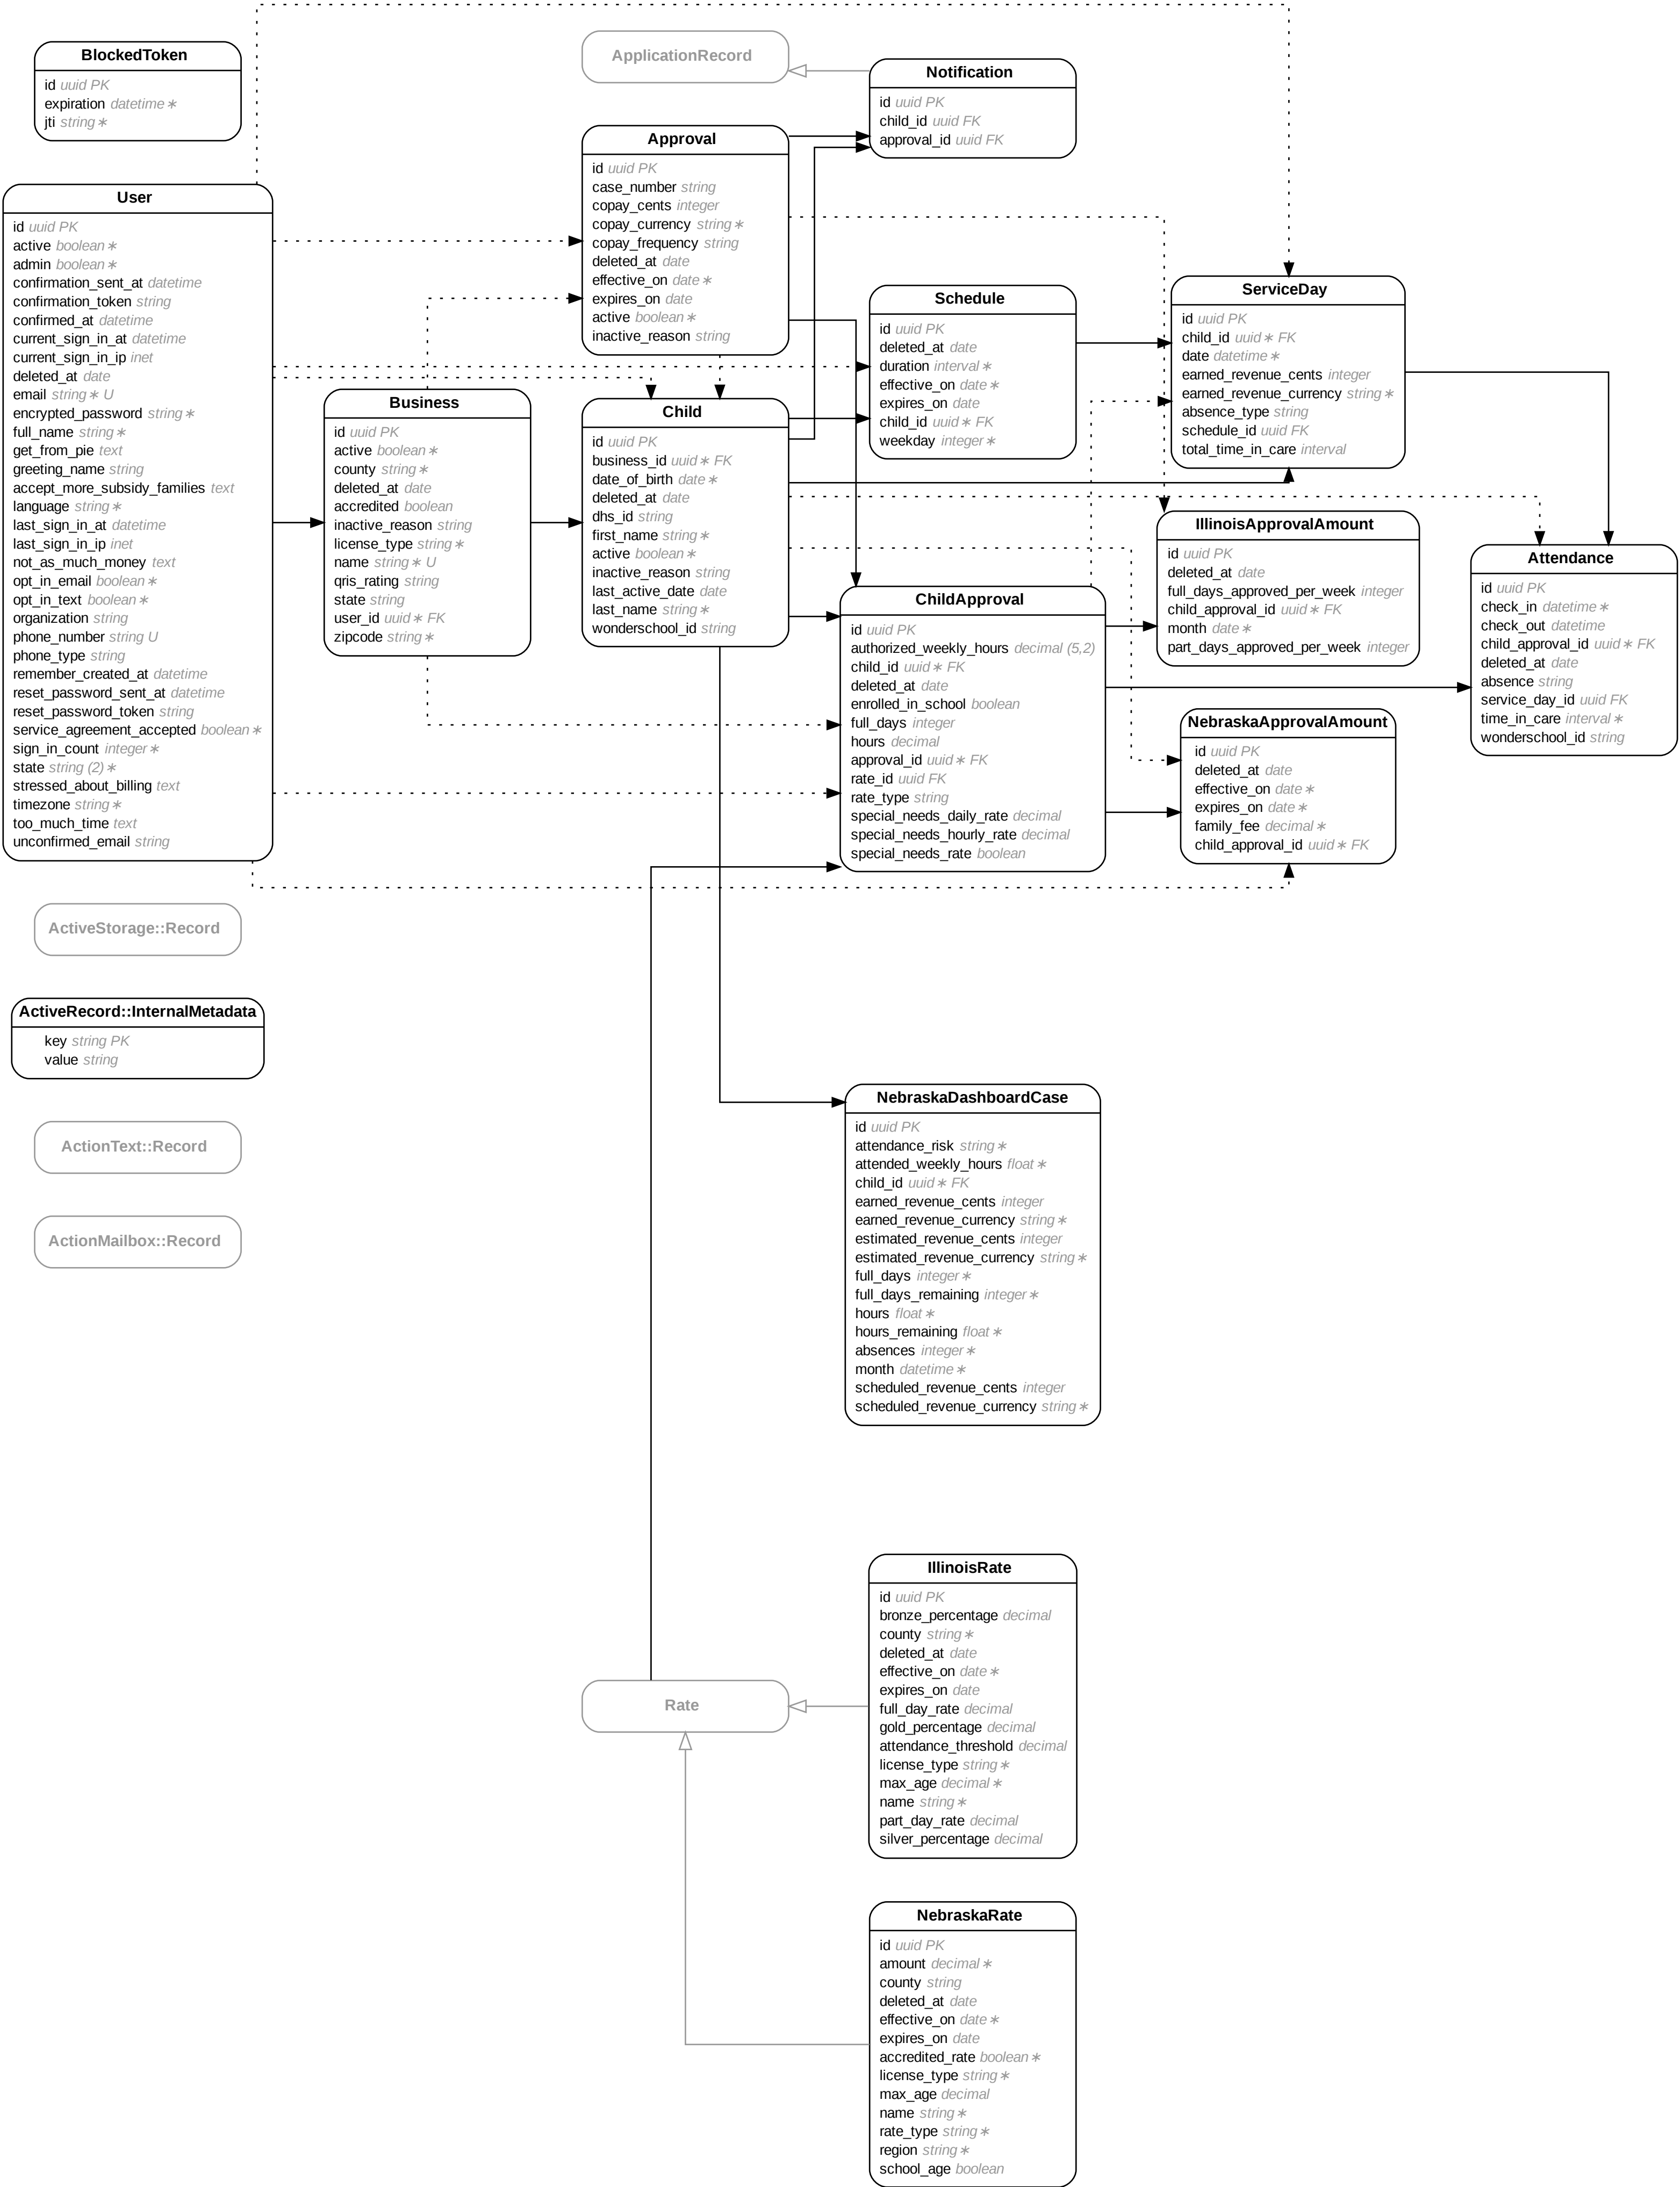 BlockedToken
id uuid PK
expiration datetime ∗
jti string ∗
User
id uuid PK
active boolean ∗
admin boolean ∗
confirmation_sent_at datetime
confirmation_token string
confirmed_at datetime
current_sign_in_at datetime
current_sign_in_ip inet
deleted_at date
email string ∗ U
encrypted_password string ∗
full_name string ∗
get_from_pie text
greeting_name string
accept_more_subsidy_families text
language string ∗
last_sign_in_at datetime
last_sign_in_ip inet
not_as_much_money text
opt_in_email boolean ∗
opt_in_text boolean ∗
organization string
phone_number string U
phone_type string
remember_created_at datetime
reset_password_sent_at datetime
reset_password_token string
service_agreement_accepted boolean ∗
sign_in_count integer ∗
state string (2) ∗
stressed_about_billing text
timezone string ∗
too_much_time text
unconfirmed_email string
ActiveStorage::Record
ActiveRecord::InternalMetadata
key string PK
value string
ActionText::Record
ActionMailbox::Record
Business
id uuid PK
active boolean ∗
county string ∗
deleted_at date
accredited boolean
inactive_reason string
license_type string ∗
name string ∗ U
qris_rating string
state string
user_id uuid ∗ FK
zipcode string ∗
ApplicationRecord
Approval
id uuid PK
case_number string
copay_cents integer
copay_currency string ∗
copay_frequency string
deleted_at date
effective_on date ∗
expires_on date
active boolean ∗
inactive_reason string
Child
id uuid PK
business_id uuid ∗ FK
date_of_birth date ∗
deleted_at date
dhs_id string
first_name string ∗
active boolean ∗
inactive_reason string
last_active_date date
last_name string ∗
wonderschool_id string
Rate
Notification
id uuid PK
child_id uuid FK
approval_id uuid FK
Schedule
id uuid PK
deleted_at date
duration interval ∗
effective_on date ∗
expires_on date
child_id uuid ∗ FK
weekday integer ∗
ChildApproval
id uuid PK
authorized_weekly_hours decimal (5,2)
child_id uuid ∗ FK
deleted_at date
enrolled_in_school boolean
full_days integer
hours decimal
approval_id uuid ∗ FK
rate_id uuid FK
rate_type string
special_needs_daily_rate decimal
special_needs_hourly_rate decimal
special_needs_rate boolean
NebraskaDashboardCase
id uuid PK
attendance_risk string ∗
attended_weekly_hours float ∗
child_id uuid ∗ FK
earned_revenue_cents integer
earned_revenue_currency string ∗
estimated_revenue_cents integer
estimated_revenue_currency string ∗
full_days integer ∗
full_days_remaining integer ∗
hours float ∗
hours_remaining float ∗
absences integer ∗
month datetime ∗
scheduled_revenue_cents integer
scheduled_revenue_currency string ∗
IllinoisRate
id uuid PK
bronze_percentage decimal
county string ∗
deleted_at date
effective_on date ∗
expires_on date
full_day_rate decimal
gold_percentage decimal
attendance_threshold decimal
license_type string ∗
max_age decimal ∗
name string ∗
part_day_rate decimal
silver_percentage decimal
NebraskaRate
id uuid PK
amount decimal ∗
county string
deleted_at date
effective_on date ∗
expires_on date
accredited_rate boolean ∗
license_type string ∗
max_age decimal
name string ∗
rate_type string ∗
region string ∗
school_age boolean
ServiceDay
id uuid PK
child_id uuid ∗ FK
date datetime ∗
earned_revenue_cents integer
earned_revenue_currency string ∗
absence_type string
schedule_id uuid FK
total_time_in_care interval
IllinoisApprovalAmount
id uuid PK
deleted_at date
full_days_approved_per_week integer
child_approval_id uuid ∗ FK
month date ∗
part_days_approved_per_week integer
NebraskaApprovalAmount
id uuid PK
deleted_at date
effective_on date ∗
expires_on date ∗
family_fee decimal ∗
child_approval_id uuid ∗ FK
Attendance
id uuid PK
check_in datetime ∗
check_out datetime
child_approval_id uuid ∗ FK
deleted_at date
absence string
service_day_id uuid FK
time_in_care interval ∗
wonderschool_id string